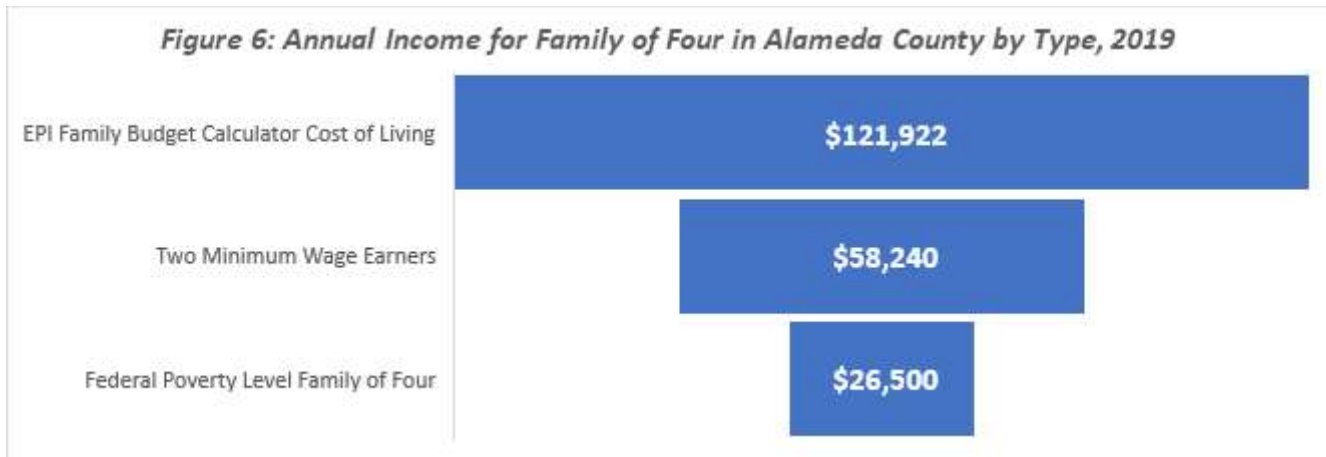 Figure 6: Annual Income for Family of Four in Alameda County by Type, 2019
EPI Family Budget Calculator Cost of Living
$121,922
Two Minimum Wage Earners
$58,240
Federal Poverty Level Family of Four
$26,500